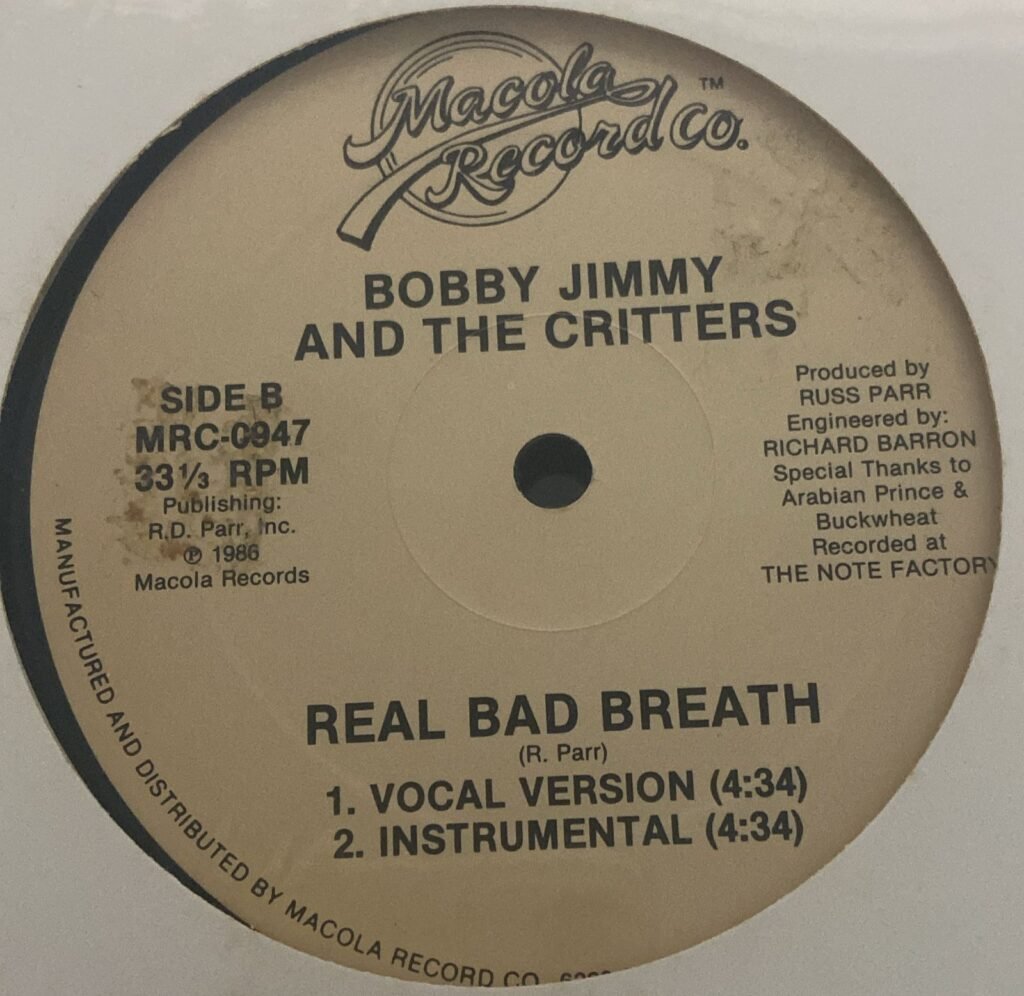 Macola
Record Co.
TM
BOBBY JIMMY
AND THE CRITTERS
SIDE B
MRC-0947
33⅓ RPM
Publishing:
R.D. Parr, Inc.
℗ 1986
Macola Records
Produced by
RUSS PARR
Engineered by:
RICHARD BARRON
Special Thanks to
Arabian Prince &
Buckwheat
Recorded at
THE NOTE FACTORY
REAL BAD BREATH
(R. Parr)
1. VOCAL VERSION (4:34)
2. INSTRUMENTAL (4:34)
MANUFACTURED AND DISTRIBUTED BY MACOLA RECORD CO.